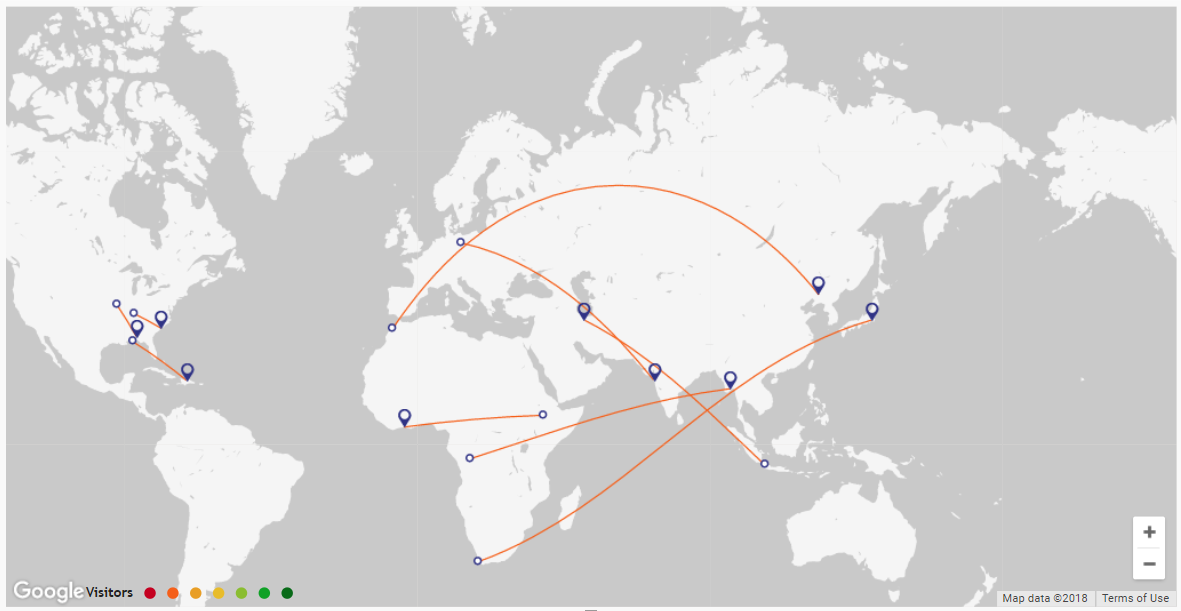 +
−
Google
Visitors
Map data ©2018
Terms of Use